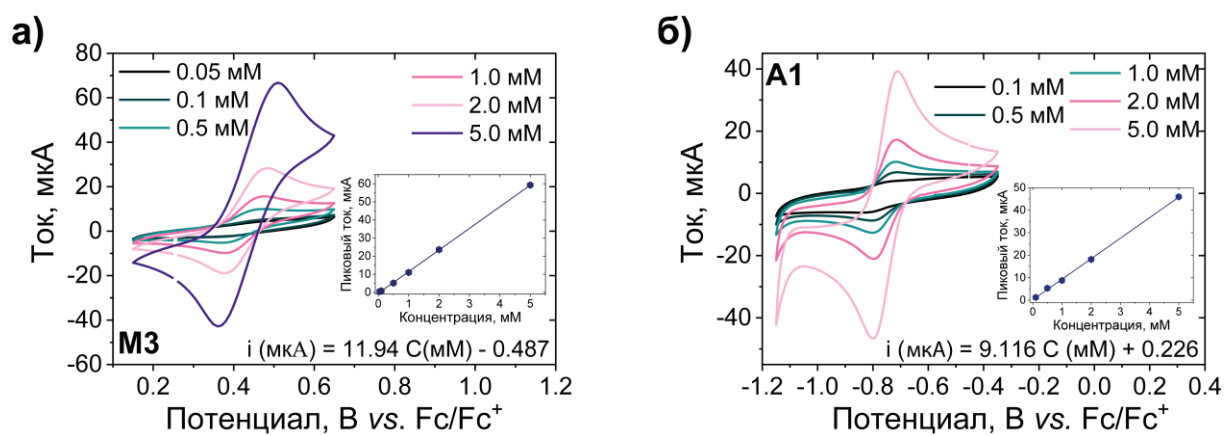 а)
80
60
40
20
0
-20
-40
-60
Ток, мкА
0.05 мМ
0.1 мМ
0.5 мМ
1.0 мМ
2.0 мМ
5.0 мМ
Пиковый ток, мкА
60
50
40
30
20
10
0
0 1 2 3 4 5
Концентрация, мМ
М3
i (мкА) = 11.94 C(мМ) - 0.487
0.2 0.4 0.6 0.8 1.0 1.2
Потенциал, В vs. Fc/Fc+
б)
40
20
0
-20
-40
Ток, мкА
А1
0.1 мМ
0.5 мМ
1.0 мМ
2.0 мМ
5.0 мМ
Пиковый ток, мкА
50
40
30
20
10
0
0 1 2 3 4 5
Концентрация, мМ
i (мкА) = 9.116 C (мМ) + 0.226
-1.2 -1.0 -0.8 -0.6 -0.4 -0.2 0.0 0.2 0.4
Потенциал, В vs. Fc/Fc+